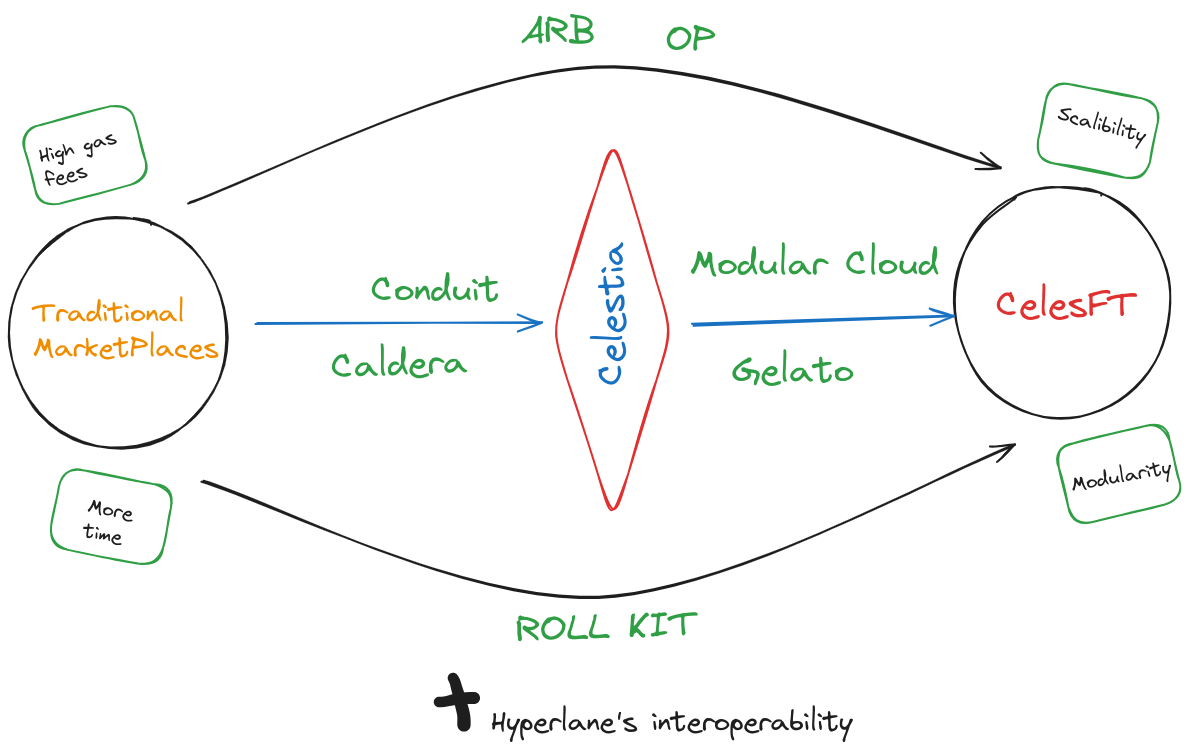 ARB OP
High gas
fees
Scalibility
Traditional
MarketPlaces
Conduit
Caldera
Celestia
Modular Cloud
Gelato
CelesFT
More
time
Modularity
ROLL KIT
+ Hyperlane's interoperability